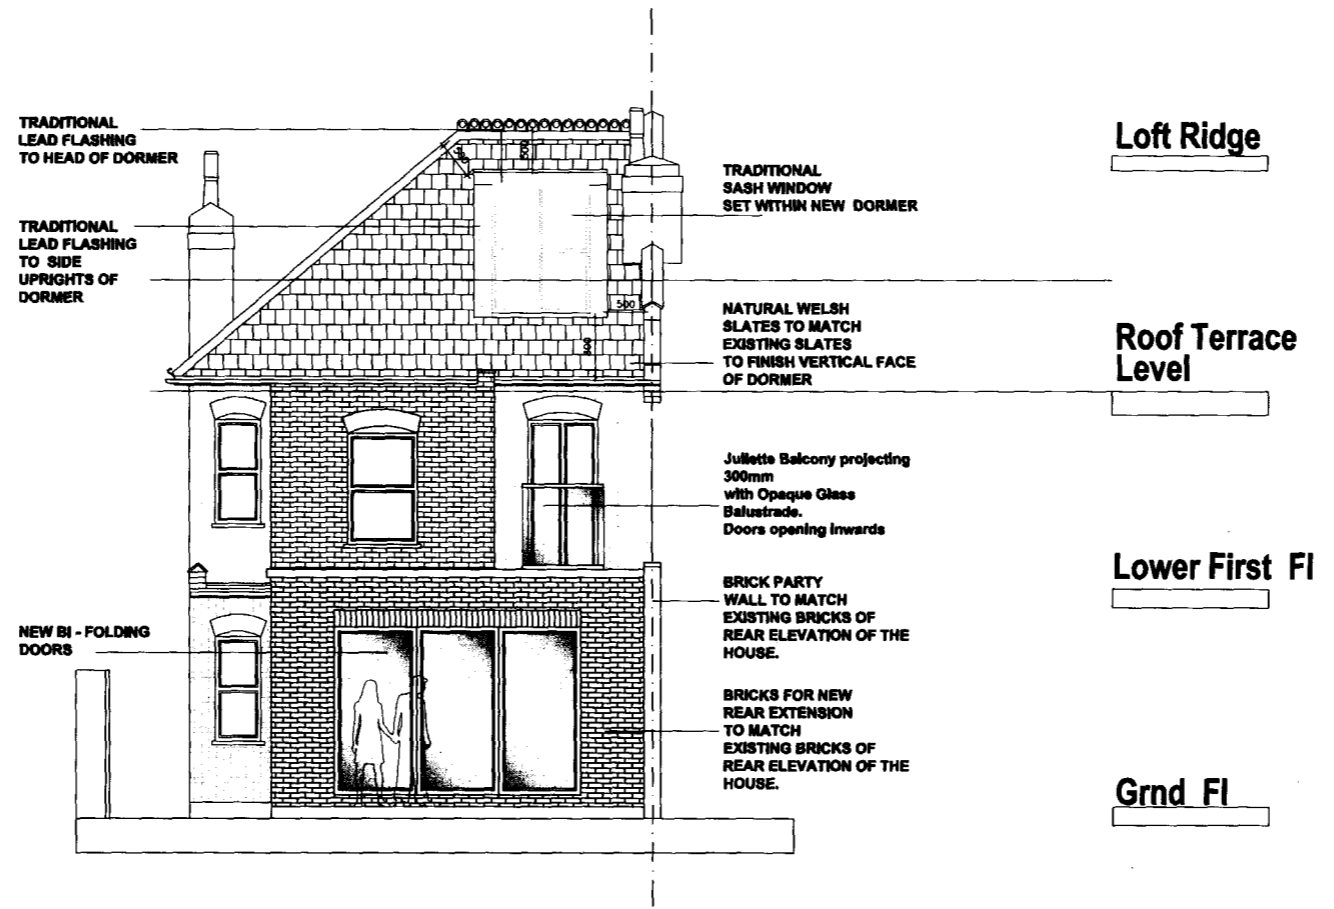 TRADITIONAL
LEAD FLASHING
TO HEAD OF DORMER
TRADITIONAL
LEAD FLASHING
TO SIDE
UPRIGHTS OF
DORMER
NEW BI - FOLDING
DOORS
500
500
500
TRADITIONAL
SASH WINDOW
SET WITHIN NEW DORMER
NATURAL WELSH
SLATES TO MATCH
EXISTING SLATES
TO FINISH VERTICAL FACE
OF DORMER
Juliette Balcony projecting
300mm
with Opaque Glass
Balustrade.
Doors opening inwards
BRICK PARTY
WALL TO MATCH
EXISTING BRICKS OF
REAR ELEVATION OF THE
HOUSE.
BRICKS FOR NEW
REAR EXTENSION
TO MATCH
EXISTING BRICKS OF
REAR ELEVATION OF THE
HOUSE.
Loft Ridge
Roof Terrace
Level
Lower First Fl
Grnd Fl